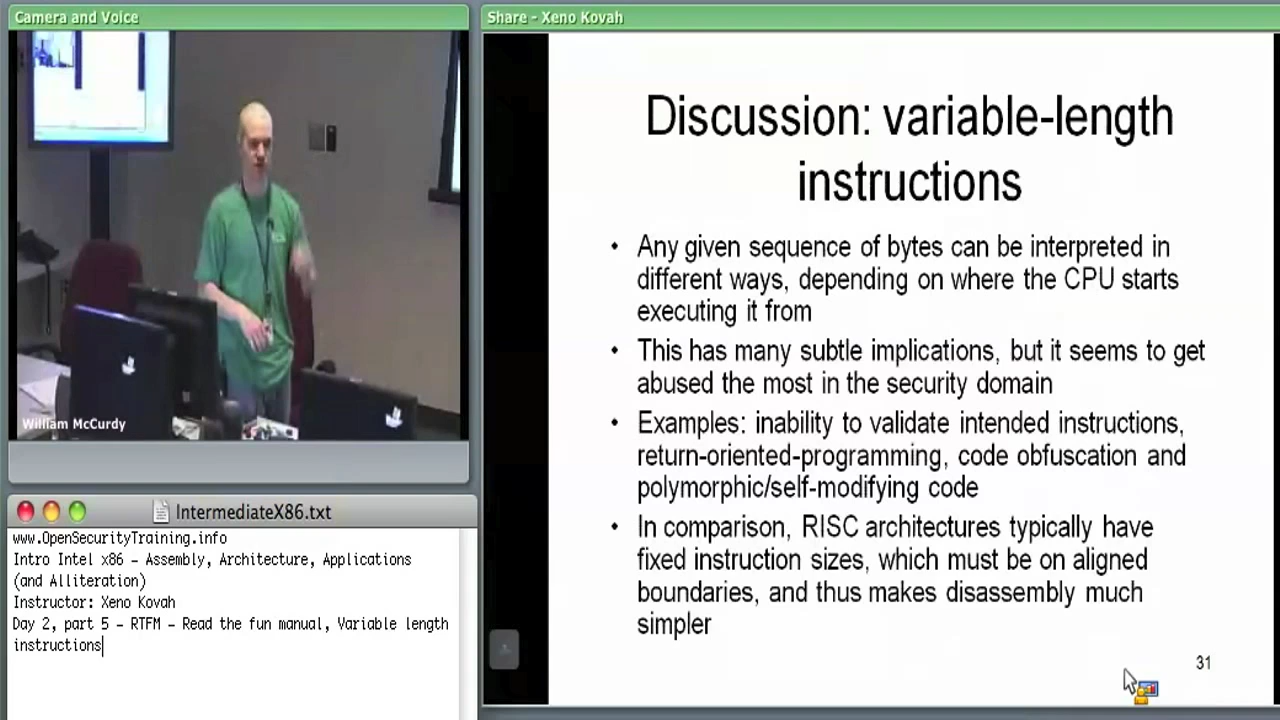 Camera and Voice
William McCurdy
IntermediateX86.txt
www.OpenSecurityTraining.info
Intro Intel x86 – Assembly, Architecture, Applications
(and Alliteration)
Instructor: Xeno Kovah
Day 2, part 5 – RTFM – Read the fun manual, Variable length
instructions
Share - Xeno Kovah
Discussion: variable-length
instructions
• Any given sequence of bytes can be interpreted in
different ways, depending on where the CPU starts
executing it from
• This has many subtle implications, but it seems to get
abused the most in the security domain
• Examples: inability to validate intended instructions,
return-oriented-programming, code obfuscation and
polymorphic/self-modifying code
• In comparison, RISC architectures typically have
fixed instruction sizes, which must be on aligned
boundaries, and thus makes disassembly much
simpler
31